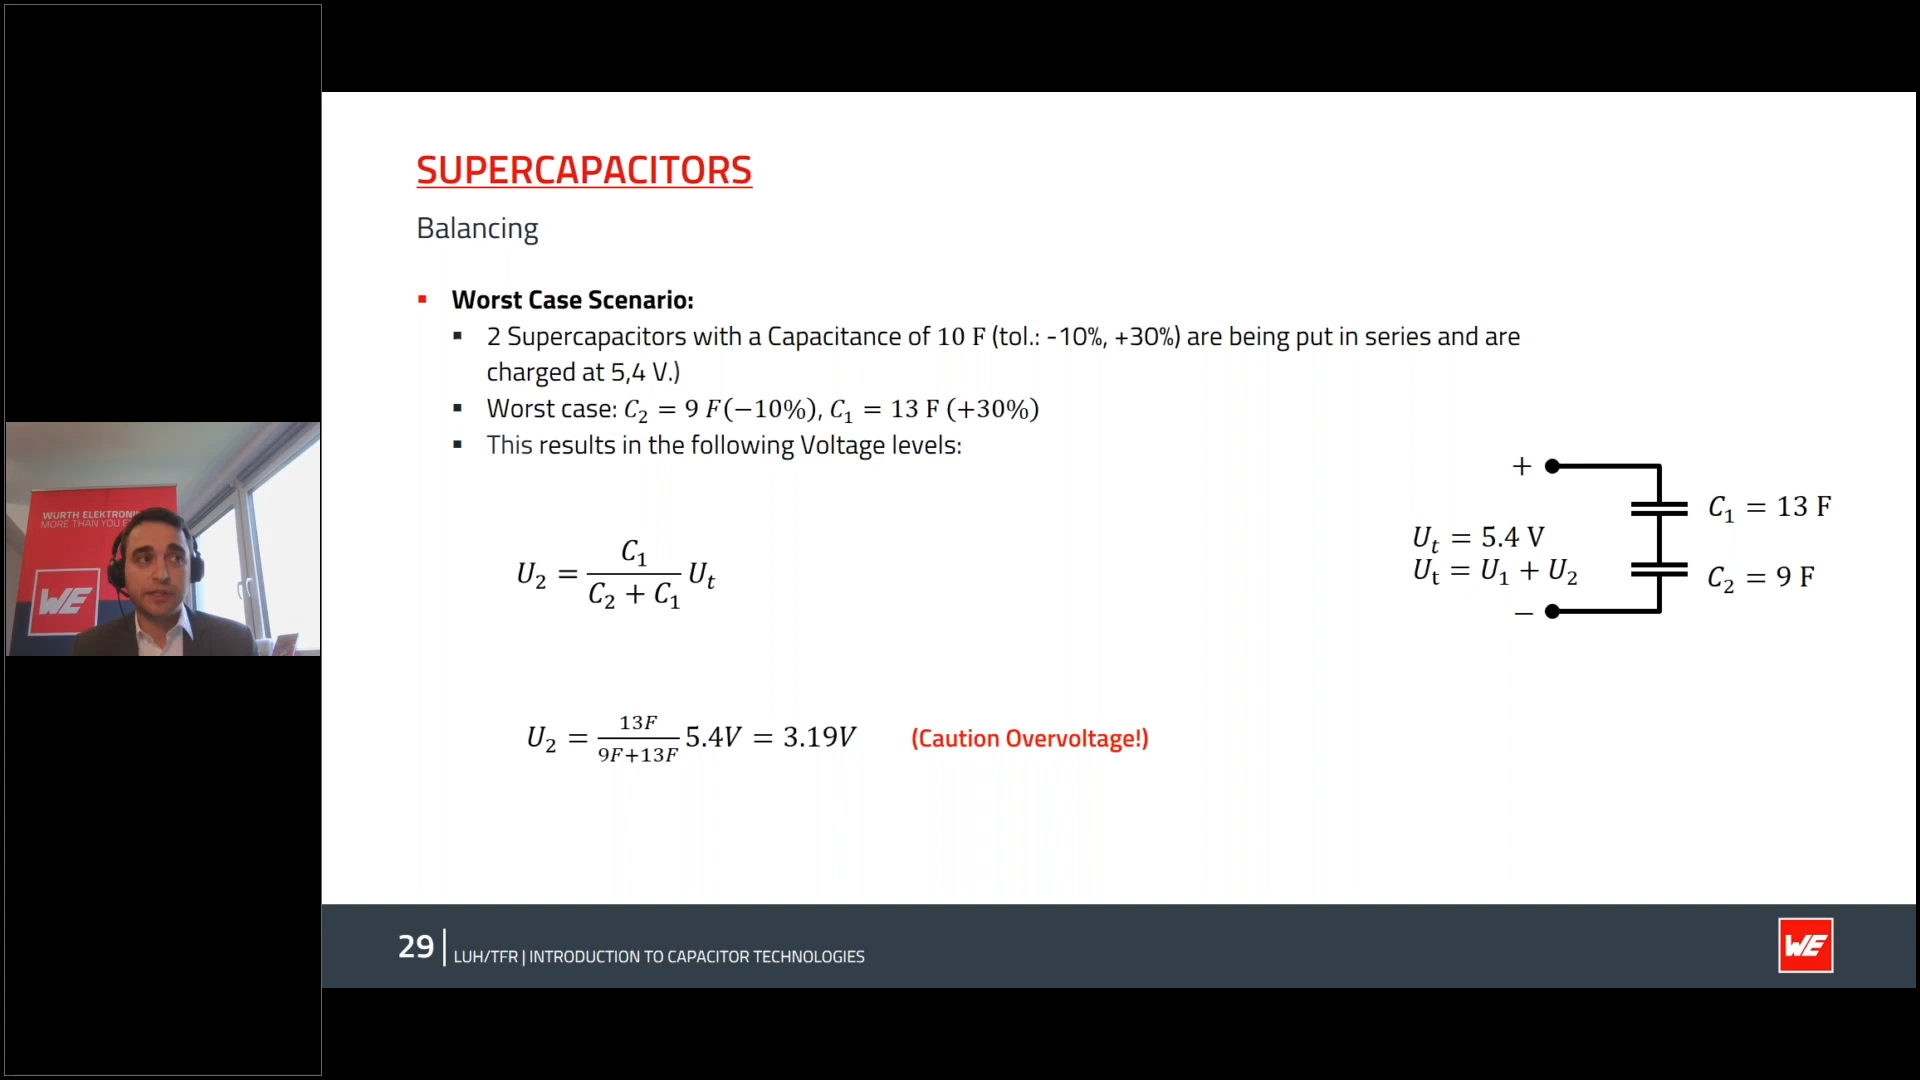 SUPERCAPACITORS
Balancing
Worst Case Scenario:
2 Supercapacitors with a Capacitance of 10 F (tol.: -10%, +30%) are being put in series and are
charged at 5,4 V.)
Worst case: C₂ = 9 F(−10%), C₁ = 13 F (+30%)
This results in the following Voltage levels:
U₂ = C₁ / (C₂ + C₁) Uₜ
U₂ = 13F / (9F+13F) 5.4V = 3.19V (Caution Overvoltage!)
+
C₁ = 13 F
Uₜ = 5.4 V
Uₜ = U₁ + U₂
C₂ = 9 F
−
WURTH ELEKTRONI
MORE THAN YOU E
WE
29 | LUH/TFR | INTRODUCTION TO CAPACITOR TECHNOLOGIES
WE